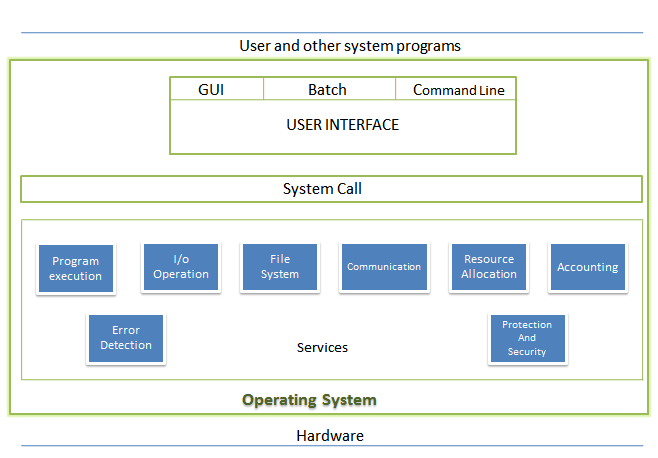 User and other system programs
GUI Batch Command Line
USER INTERFACE
System Call
Program
execution
I/o
Operation
File
System
Communication
Resource
Allocation
Accounting
Error
Detection
Services
Protection
And
Security
Operating System
Hardware